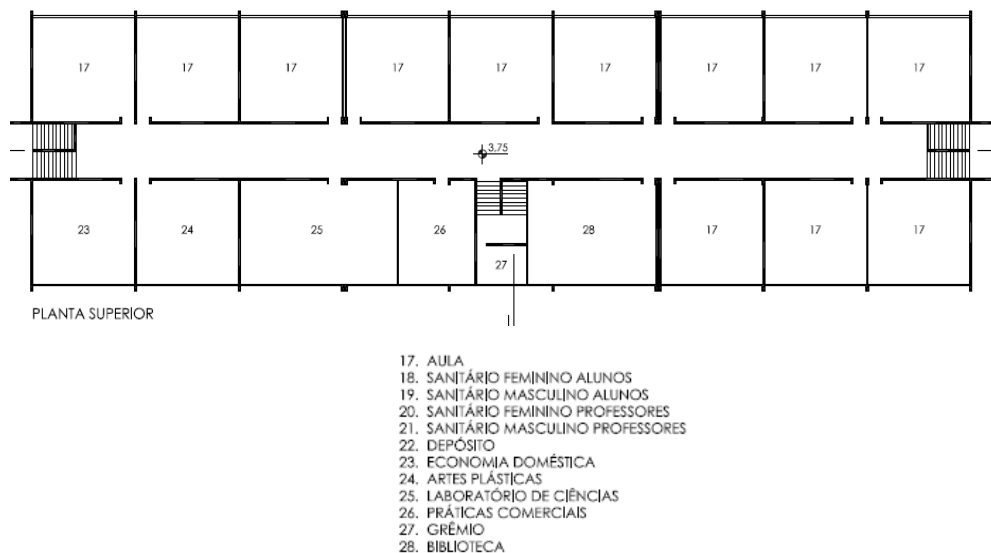 17 17 17 17 17 17 17 17 17
3,75
23 24 25 26 28 17 17 17
27
PLANTA SUPERIOR
17. AULA
18. SANITÁRIO FEMININO ALUNOS
19. SANITÁRIO MASCULINO ALUNOS
20. SANITÁRIO FEMININO PROFESSORES
21. SANITÁRIO MASCULINO PROFESSORES
22. DEPÓSITO
23. ECONOMIA DOMÉSTICA
24. ARTES PLÁSTICAS
25. LABORATÓRIO DE CIÊNCIAS
26. PRÁTICAS COMERCIAIS
27. GRÊMIO
28. BIBLIOTECA